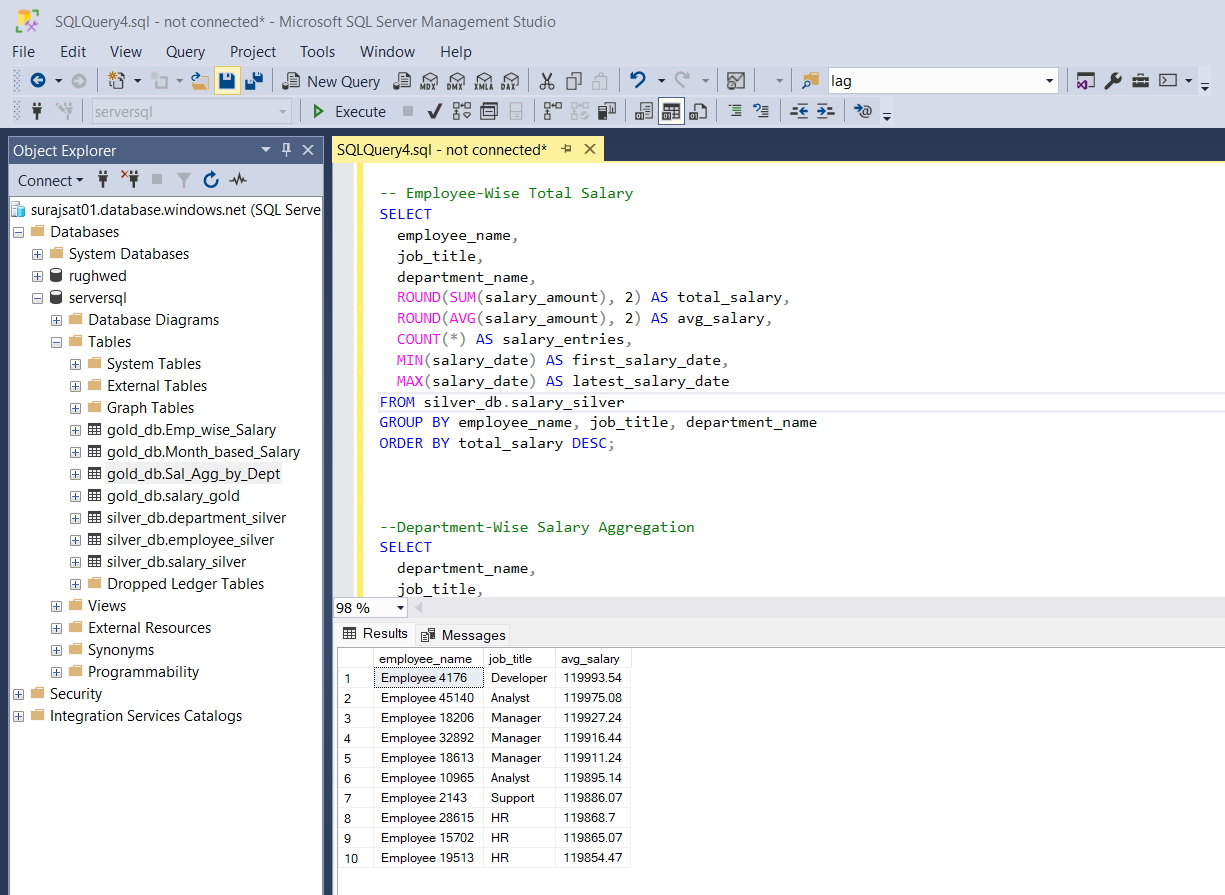 SQLQuery4.sql - not connected* - Microsoft SQL Server Management Studio
File Edit View Query Project Tools Window Help
New Query MDX DMX XMLA DAX lag
serversql Execute
Object Explorer
Connect
surajsat01.database.windows.net (SQL Serve
Databases
System Databases
rughwed
serversql
Database Diagrams
Tables
System Tables
External Tables
Graph Tables
gold_db.Emp_wise_Salary
gold_db.Month_based_Salary
gold_db.Sal_Agg_by_Dept
gold_db.salary_gold
silver_db.department_silver
silver_db.employee_silver
silver_db.salary_silver
Dropped Ledger Tables
Views
External Resources
Synonyms
Programmability
Security
Integration Services Catalogs
SQLQuery4.sql - not connected*
-- Employee-Wise Total Salary
SELECT
employee_name,
job_title,
department_name,
ROUND(SUM(salary_amount), 2) AS total_salary,
ROUND(AVG(salary_amount), 2) AS avg_salary,
COUNT(*) AS salary_entries,
MIN(salary_date) AS first_salary_date,
MAX(salary_date) AS latest_salary_date
FROM silver_db.salary_silver
GROUP BY employee_name, job_title, department_name
ORDER BY total_salary DESC;
--Department-Wise Salary Aggregation
SELECT
department_name,
job_title,
98 %
Results Messages
employee_name job_title avg_salary
1 Employee 4176 Developer 119993.54
2 Employee 45140 Analyst 119975.08
3 Employee 18206 Manager 119927.24
4 Employee 32892 Manager 119916.44
5 Employee 18613 Manager 119911.24
6 Employee 10965 Analyst 119895.14
7 Employee 2143 Support 119886.07
8 Employee 28615 HR 119868.7
9 Employee 15702 HR 119865.07
10 Employee 19513 HR 119854.47